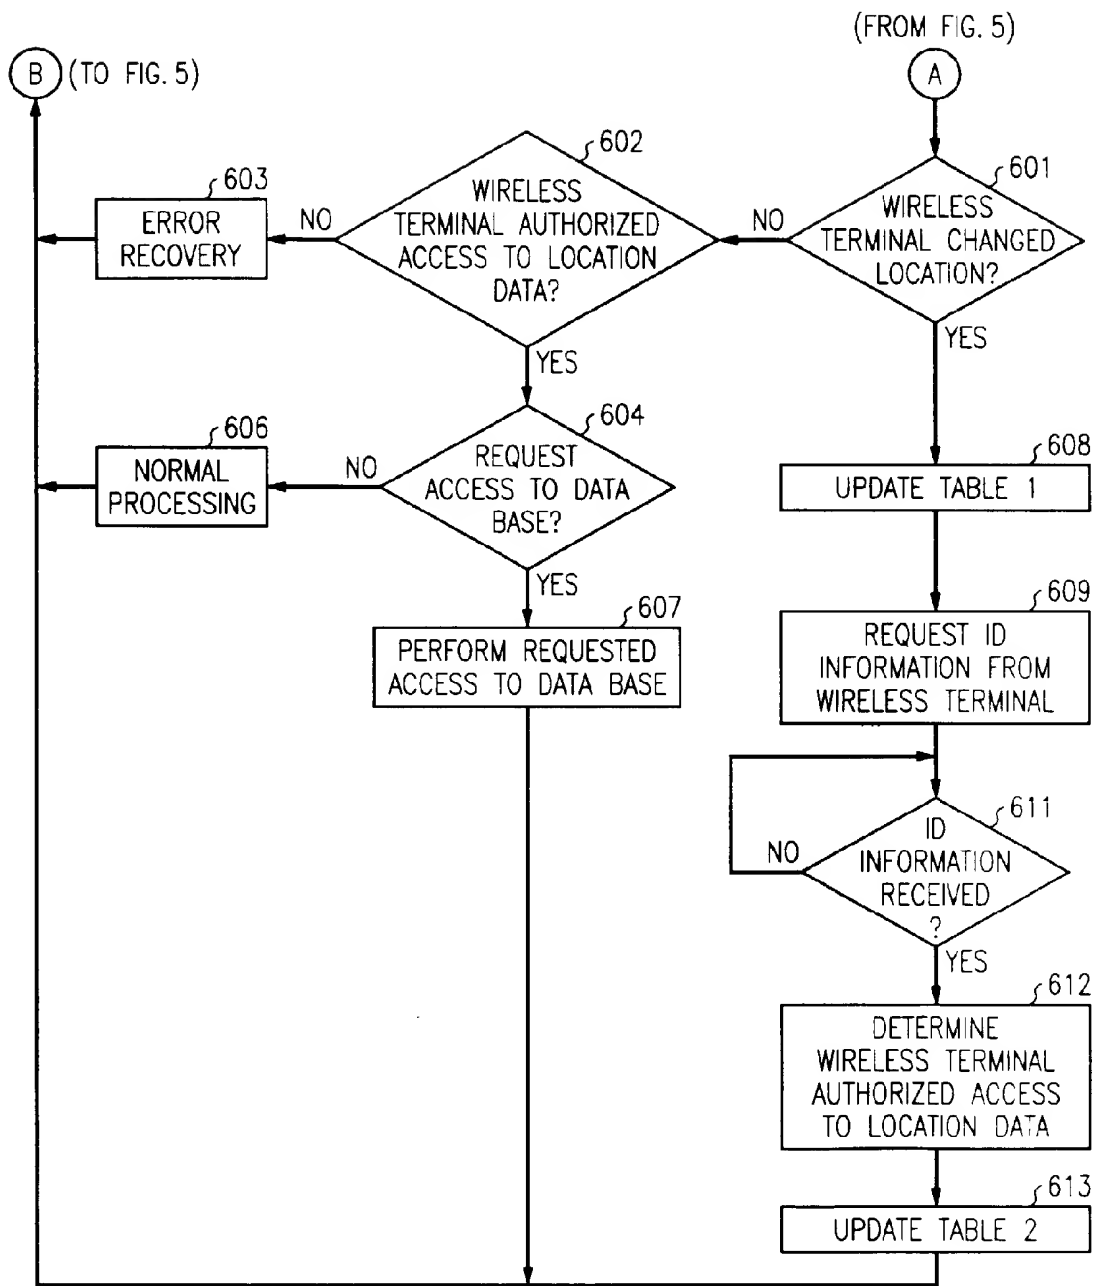 (FROM FIG. 5)
B (TO FIG. 5)
A
602
WIRELESS
TERMINAL AUTHORIZED
ACCESS TO LOCATION
DATA?
601
WIRELESS
TERMINAL CHANGED
LOCATION?
603
ERROR
RECOVERY
NO
NO
YES
YES
604
REQUEST
ACCESS TO DATA
BASE?
606
NORMAL
PROCESSING
NO
YES
608
UPDATE TABLE 1
607
PERFORM REQUESTED
ACCESS TO DATA BASE
609
REQUEST ID
INFORMATION FROM
WIRELESS TERMINAL
611
ID
INFORMATION
RECEIVED
?
NO
YES
612
DETERMINE
WIRELESS TERMINAL
AUTHORIZED ACCESS
TO LOCATION DATA
613
UPDATE TABLE 2